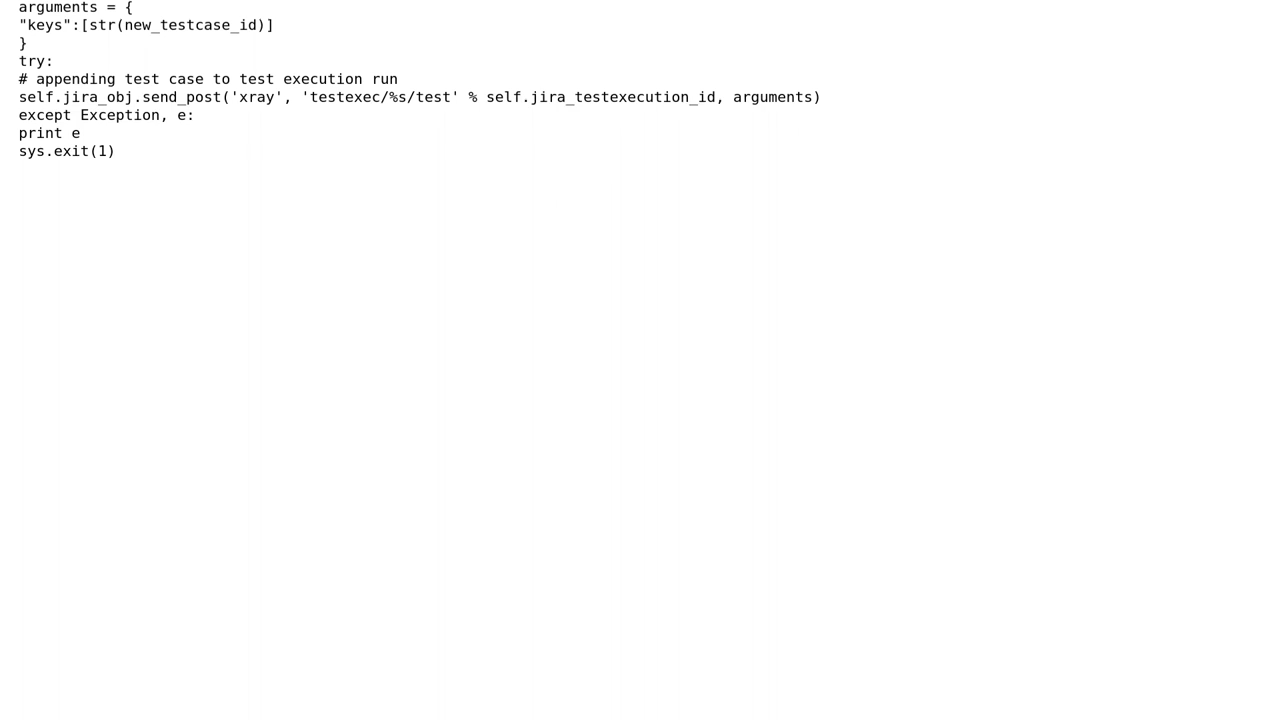 arguments = {
"keys":[str(new_testcase_id)]
}
try:
# appending test case to test execution run
self.jira_obj.send_post('xray', 'testexec/%s/test' % self.jira_testexecution_id, arguments)
except Exception, e:
print e
sys.exit(1)